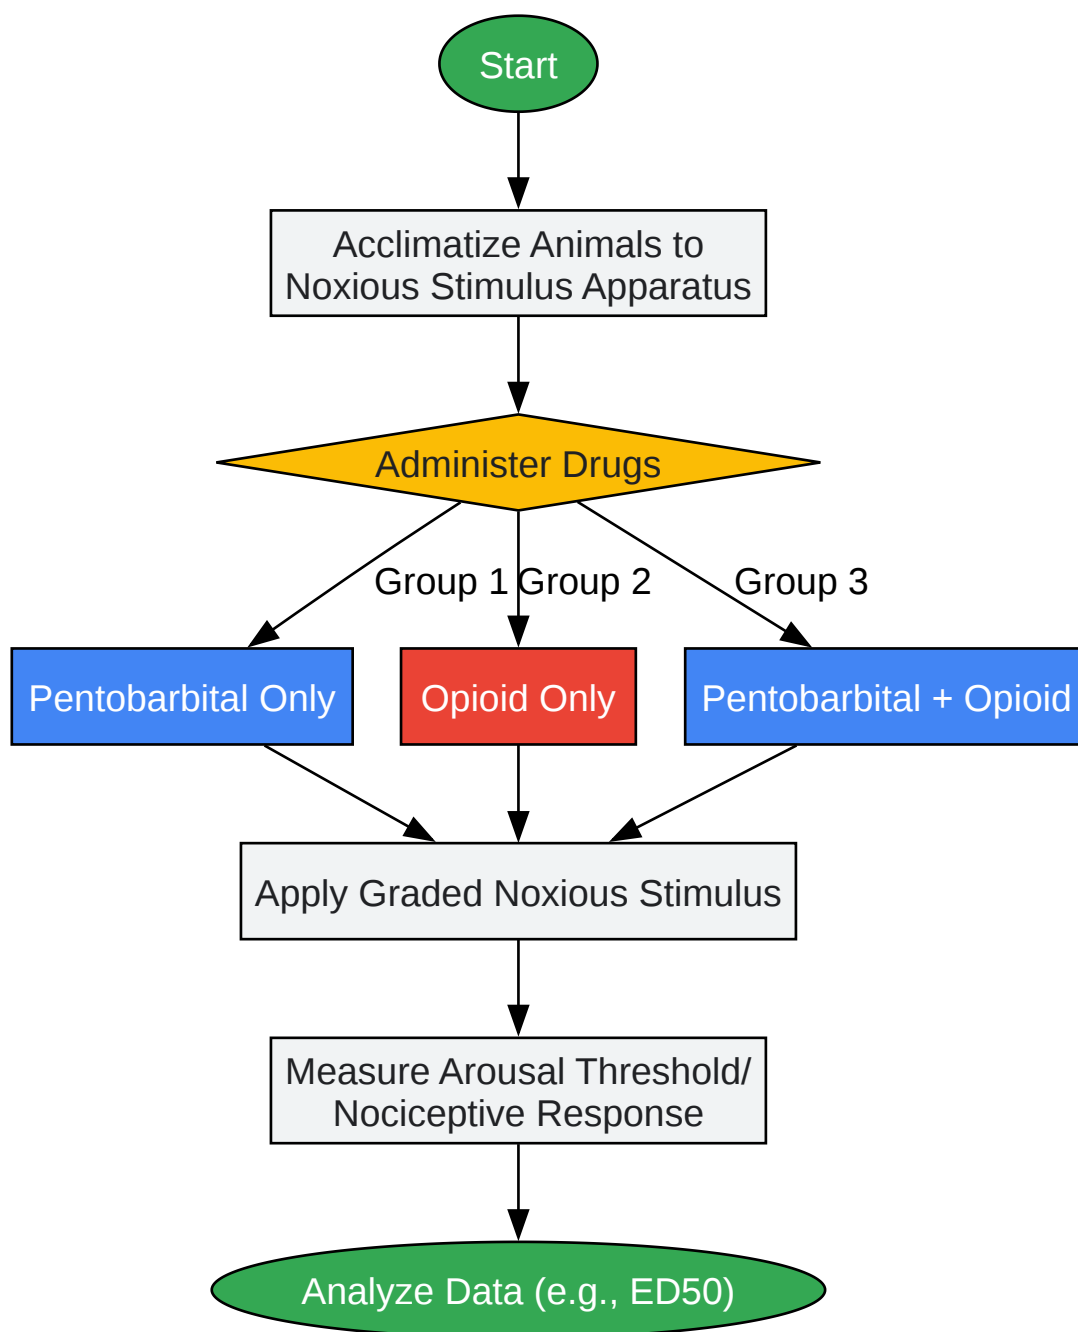 Start
Acclimatize Animals to
Noxious Stimulus Apparatus
Administer Drugs
Group 1
Group 2
Group 3
Pentobarbital Only
Opioid Only
Pentobarbital + Opioid
Apply Graded Noxious Stimulus
Measure Arousal Threshold/
Nociceptive Response
Analyze Data (e.g., ED50)